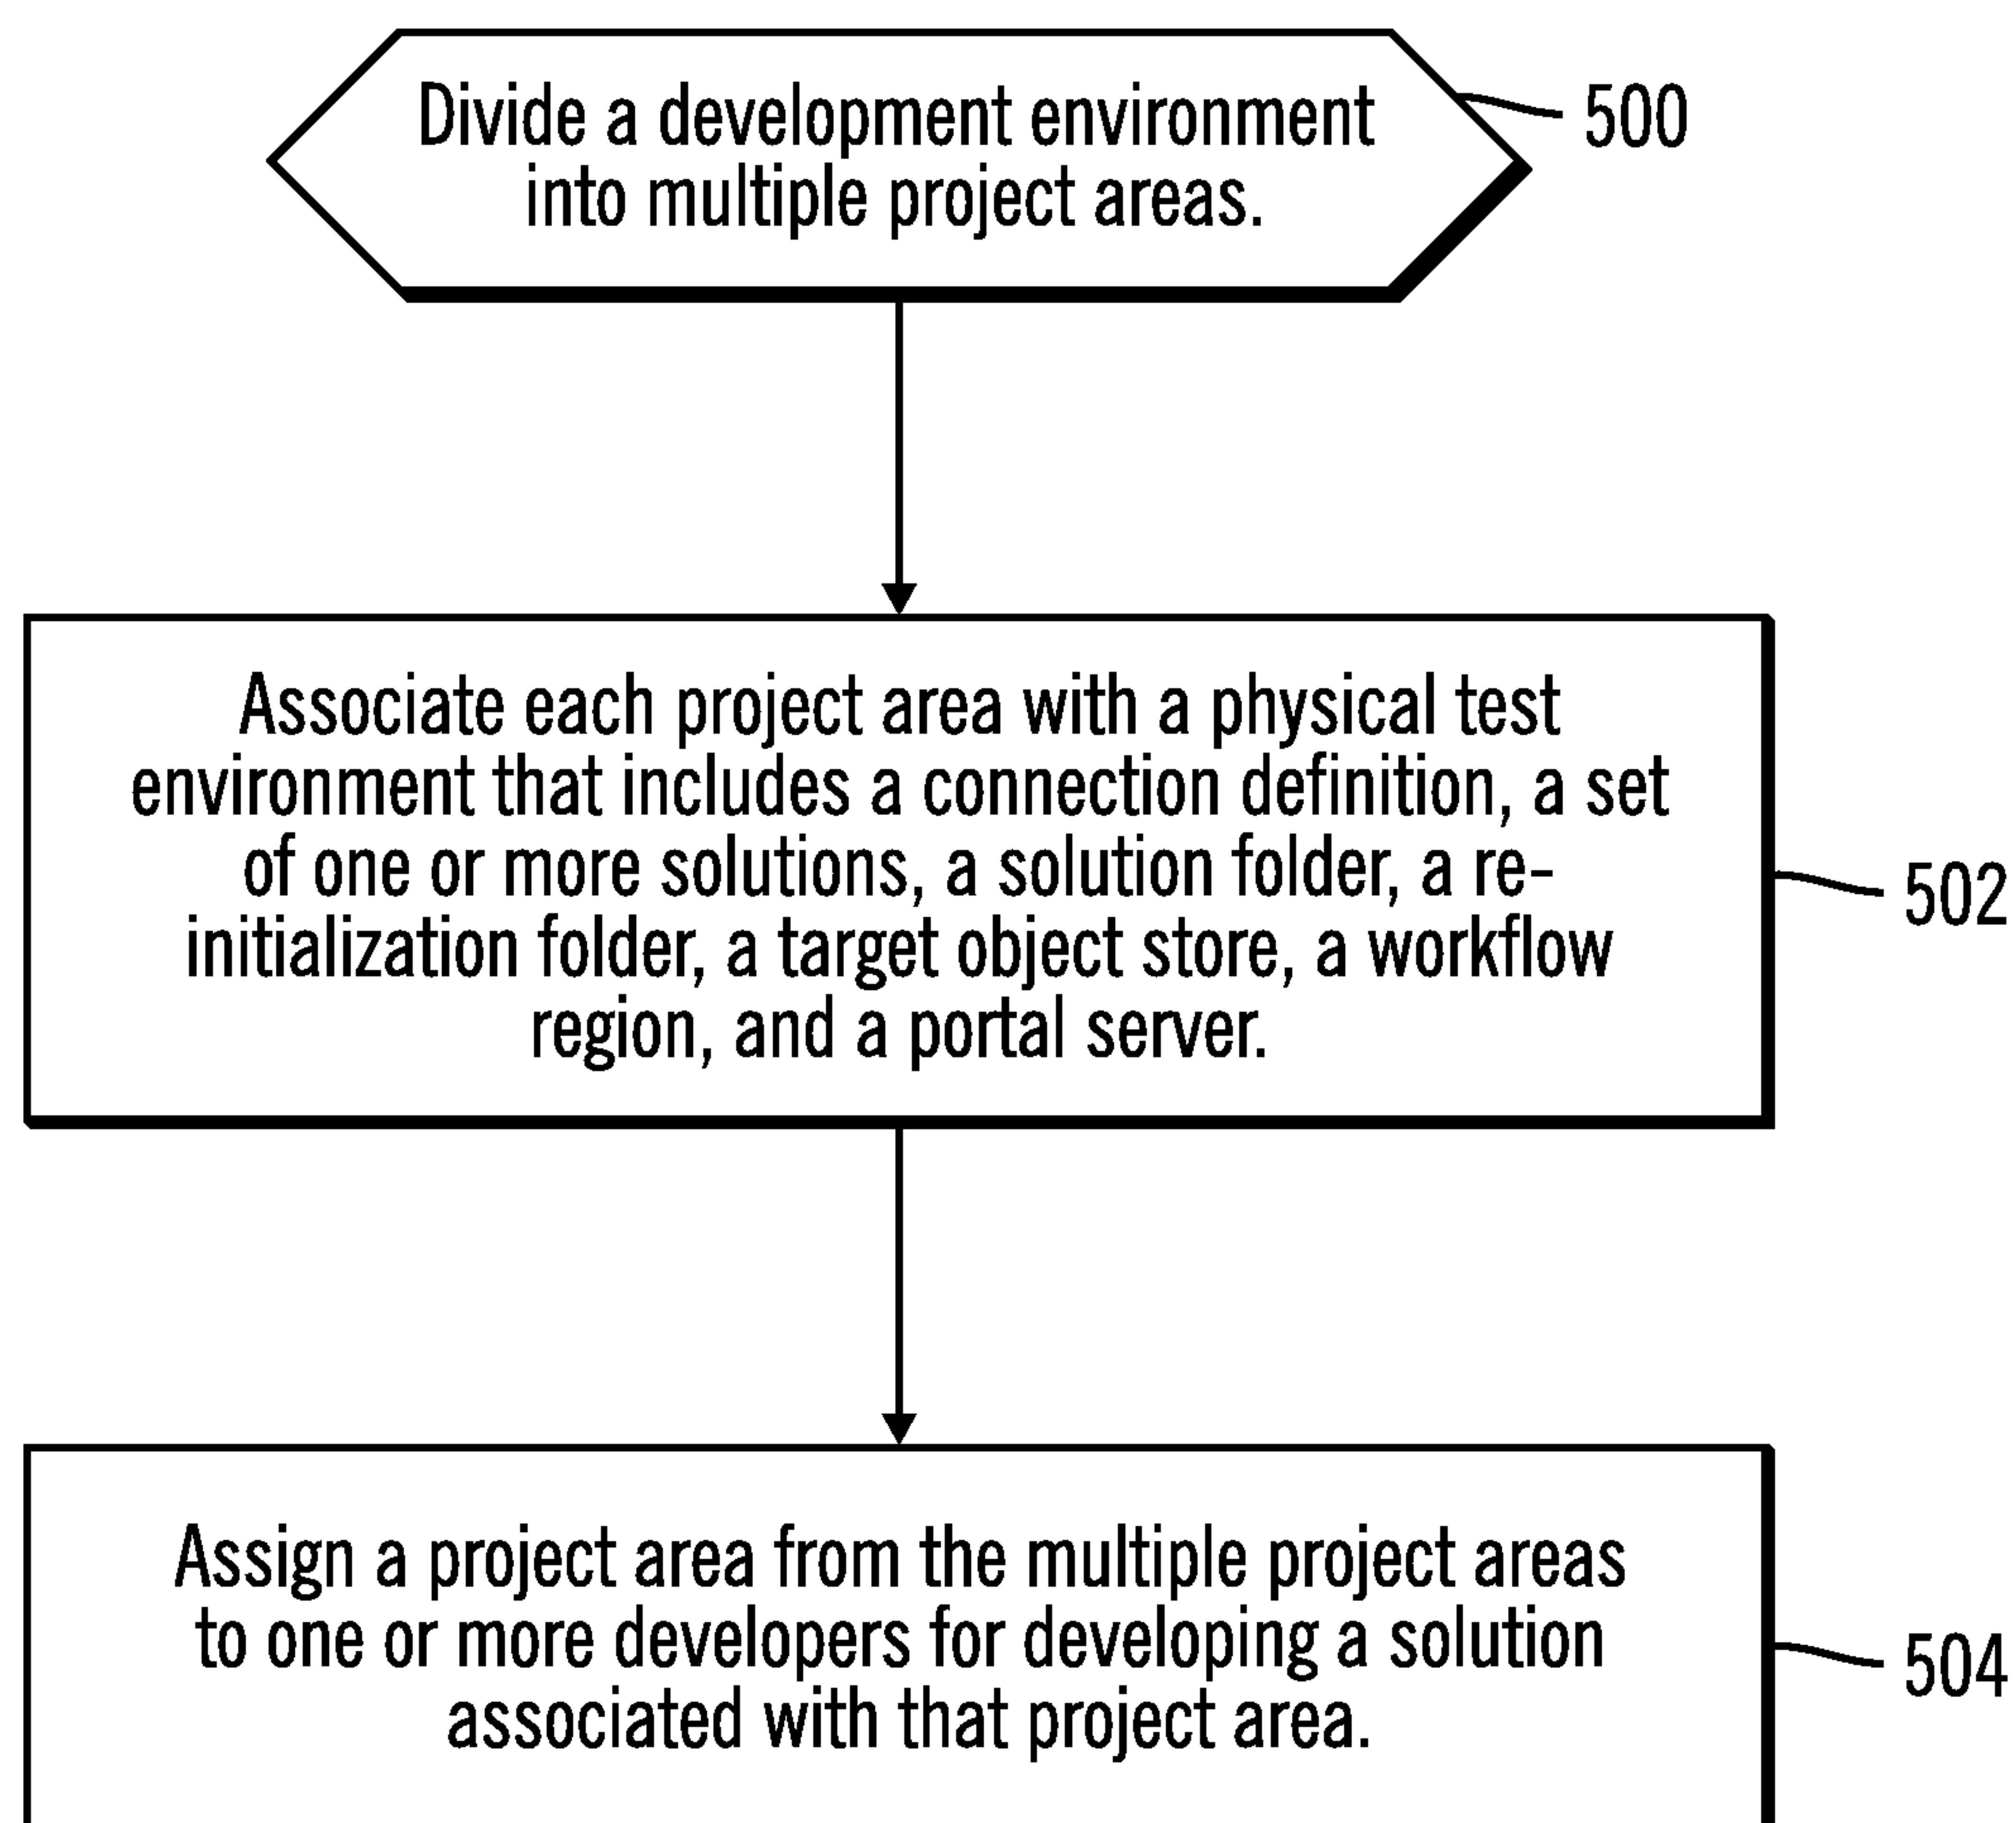 Divide a development environment
into multiple project areas.
500
Associate each project area with a physical test
environment that includes a connection definition, a set
of one or more solutions, a solution folder, a re-
initialization folder, a target object store, a workflow
region, and a portal server.
502
Assign a project area from the multiple project areas
to one or more developers for developing a solution
associated with that project area.
504